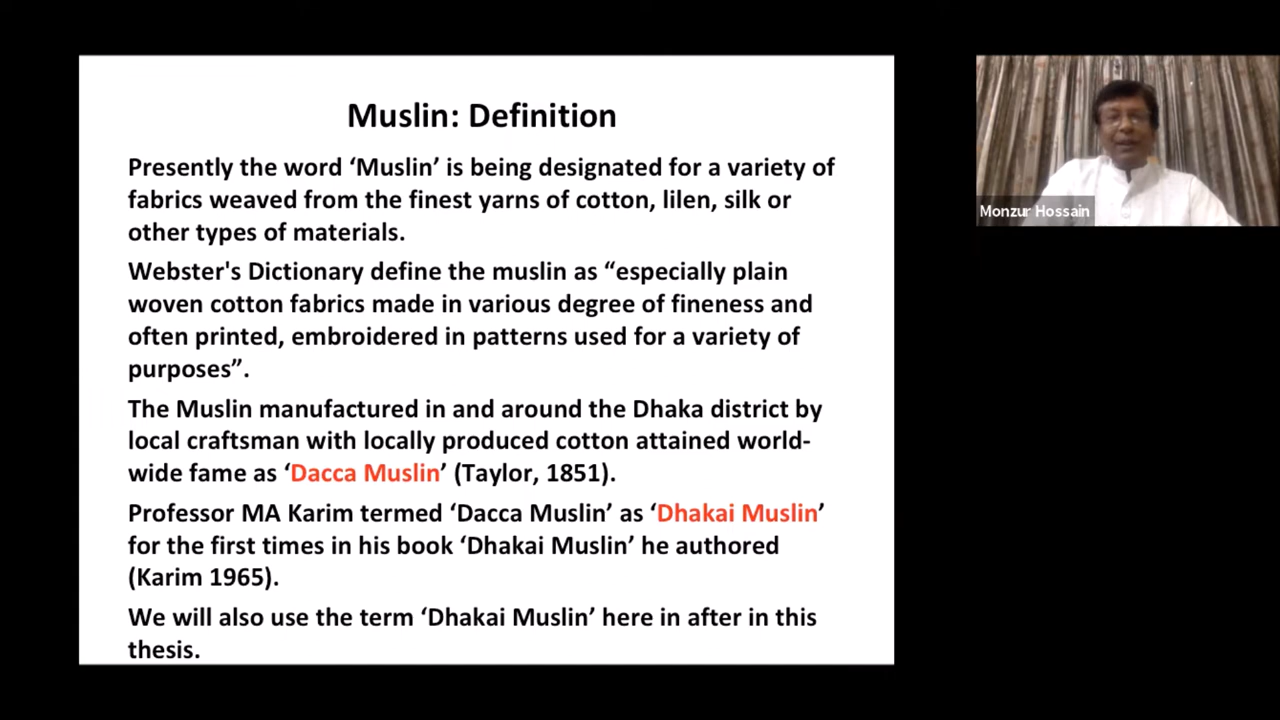 Muslin: Definition
Presently the word ‘Muslin’ is being designated for a variety of
fabrics weaved from the finest yarns of cotton, lilen, silk or
other types of materials.
Webster's Dictionary define the muslin as “especially plain
woven cotton fabrics made in various degree of fineness and
often printed, embroidered in patterns used for a variety of
purposes”.
The Muslin manufactured in and around the Dhaka district by
local craftsman with locally produced cotton attained world-
wide fame as ‘Dacca Muslin’ (Taylor, 1851).
Professor MA Karim termed ‘Dacca Muslin’ as ‘Dhakai Muslin’
for the first times in his book ‘Dhakai Muslin’ he authored
(Karim 1965).
We will also use the term ‘Dhakai Muslin’ here in after in this
thesis.
Monzur Hossain